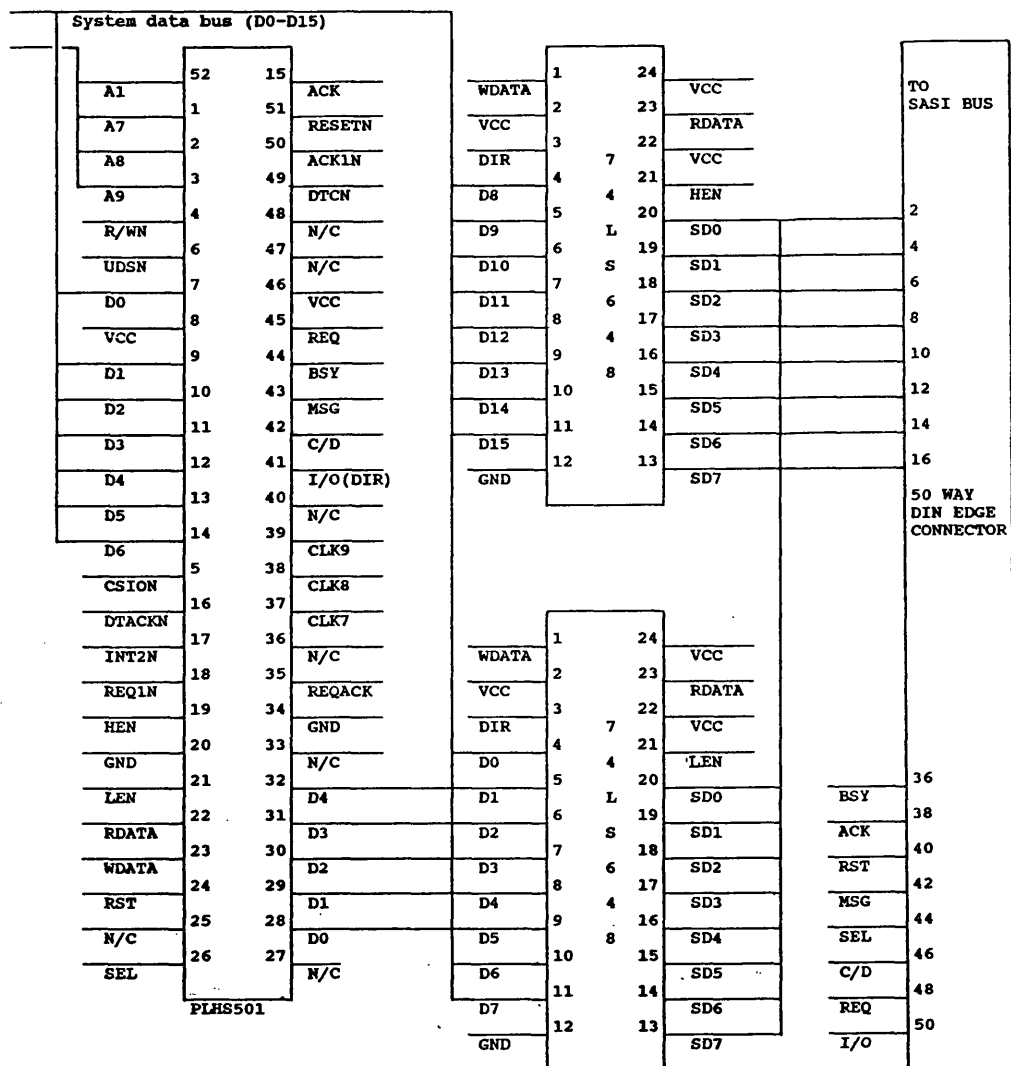 System data bus (D0-D15)
52 15
A1 ACK
1 51
A7 RESETN
2 50
A8 ACK1N
3 49
A9 DTCN
4 48
R/WN N/C
6 47
UDSN N/C
7 46
D0 VCC
8 45
VCC REQ
9 44
D1 BSY
10 43
D2 MSG
11 42
D3 C/D
12 41
D4 I/O(DIR)
13 40
D5 N/C
14 39
D6 CLK9
5 38
CSION CLK8
16 37
DTACKN CLK7
17 36
INT2N N/C
18 35
REQ1N REQACK
19 34
HEN GND
20 33
GND N/C
21 32
LEN D4
22 31
RDATA D3
23 30
WDATA D2
24 29
RST D1
25 28
N/C D0
26 27
SEL N/C
PLHS501
1 24
WDATA VCC
2 23
VCC RDATA
3 22
DIR 7 VCC
4 21
D8 4 HEN
5 20
D9 L SD0
6 19
D10 S SD1
7 18
D11 6 SD2
8 17
D12 4 SD3
9 16
D13 8 SD4
10 15
D14 SD5
11 14
D15 SD6
12 13
GND SD7
1 24
WDATA VCC
2 23
VCC RDATA
3 22
DIR 7 VCC
4 21
D0 4 LEN
5 20
D1 L SD0
6 19
D2 S SD1
7 18
D3 6 SD2
8 17
D4 4 SD3
9 16
D5 8 SD4
10 15
D6 SD5
11 14
D7 SD6
12 13
GND SD7
TO
SASI BUS
2
4
6
8
10
12
14
16
50 WAY
DIN EDGE
CONNECTOR
36
BSY
38
ACK
40
RST
42
MSG
44
SEL
46
C/D
48
REQ
50
I/O